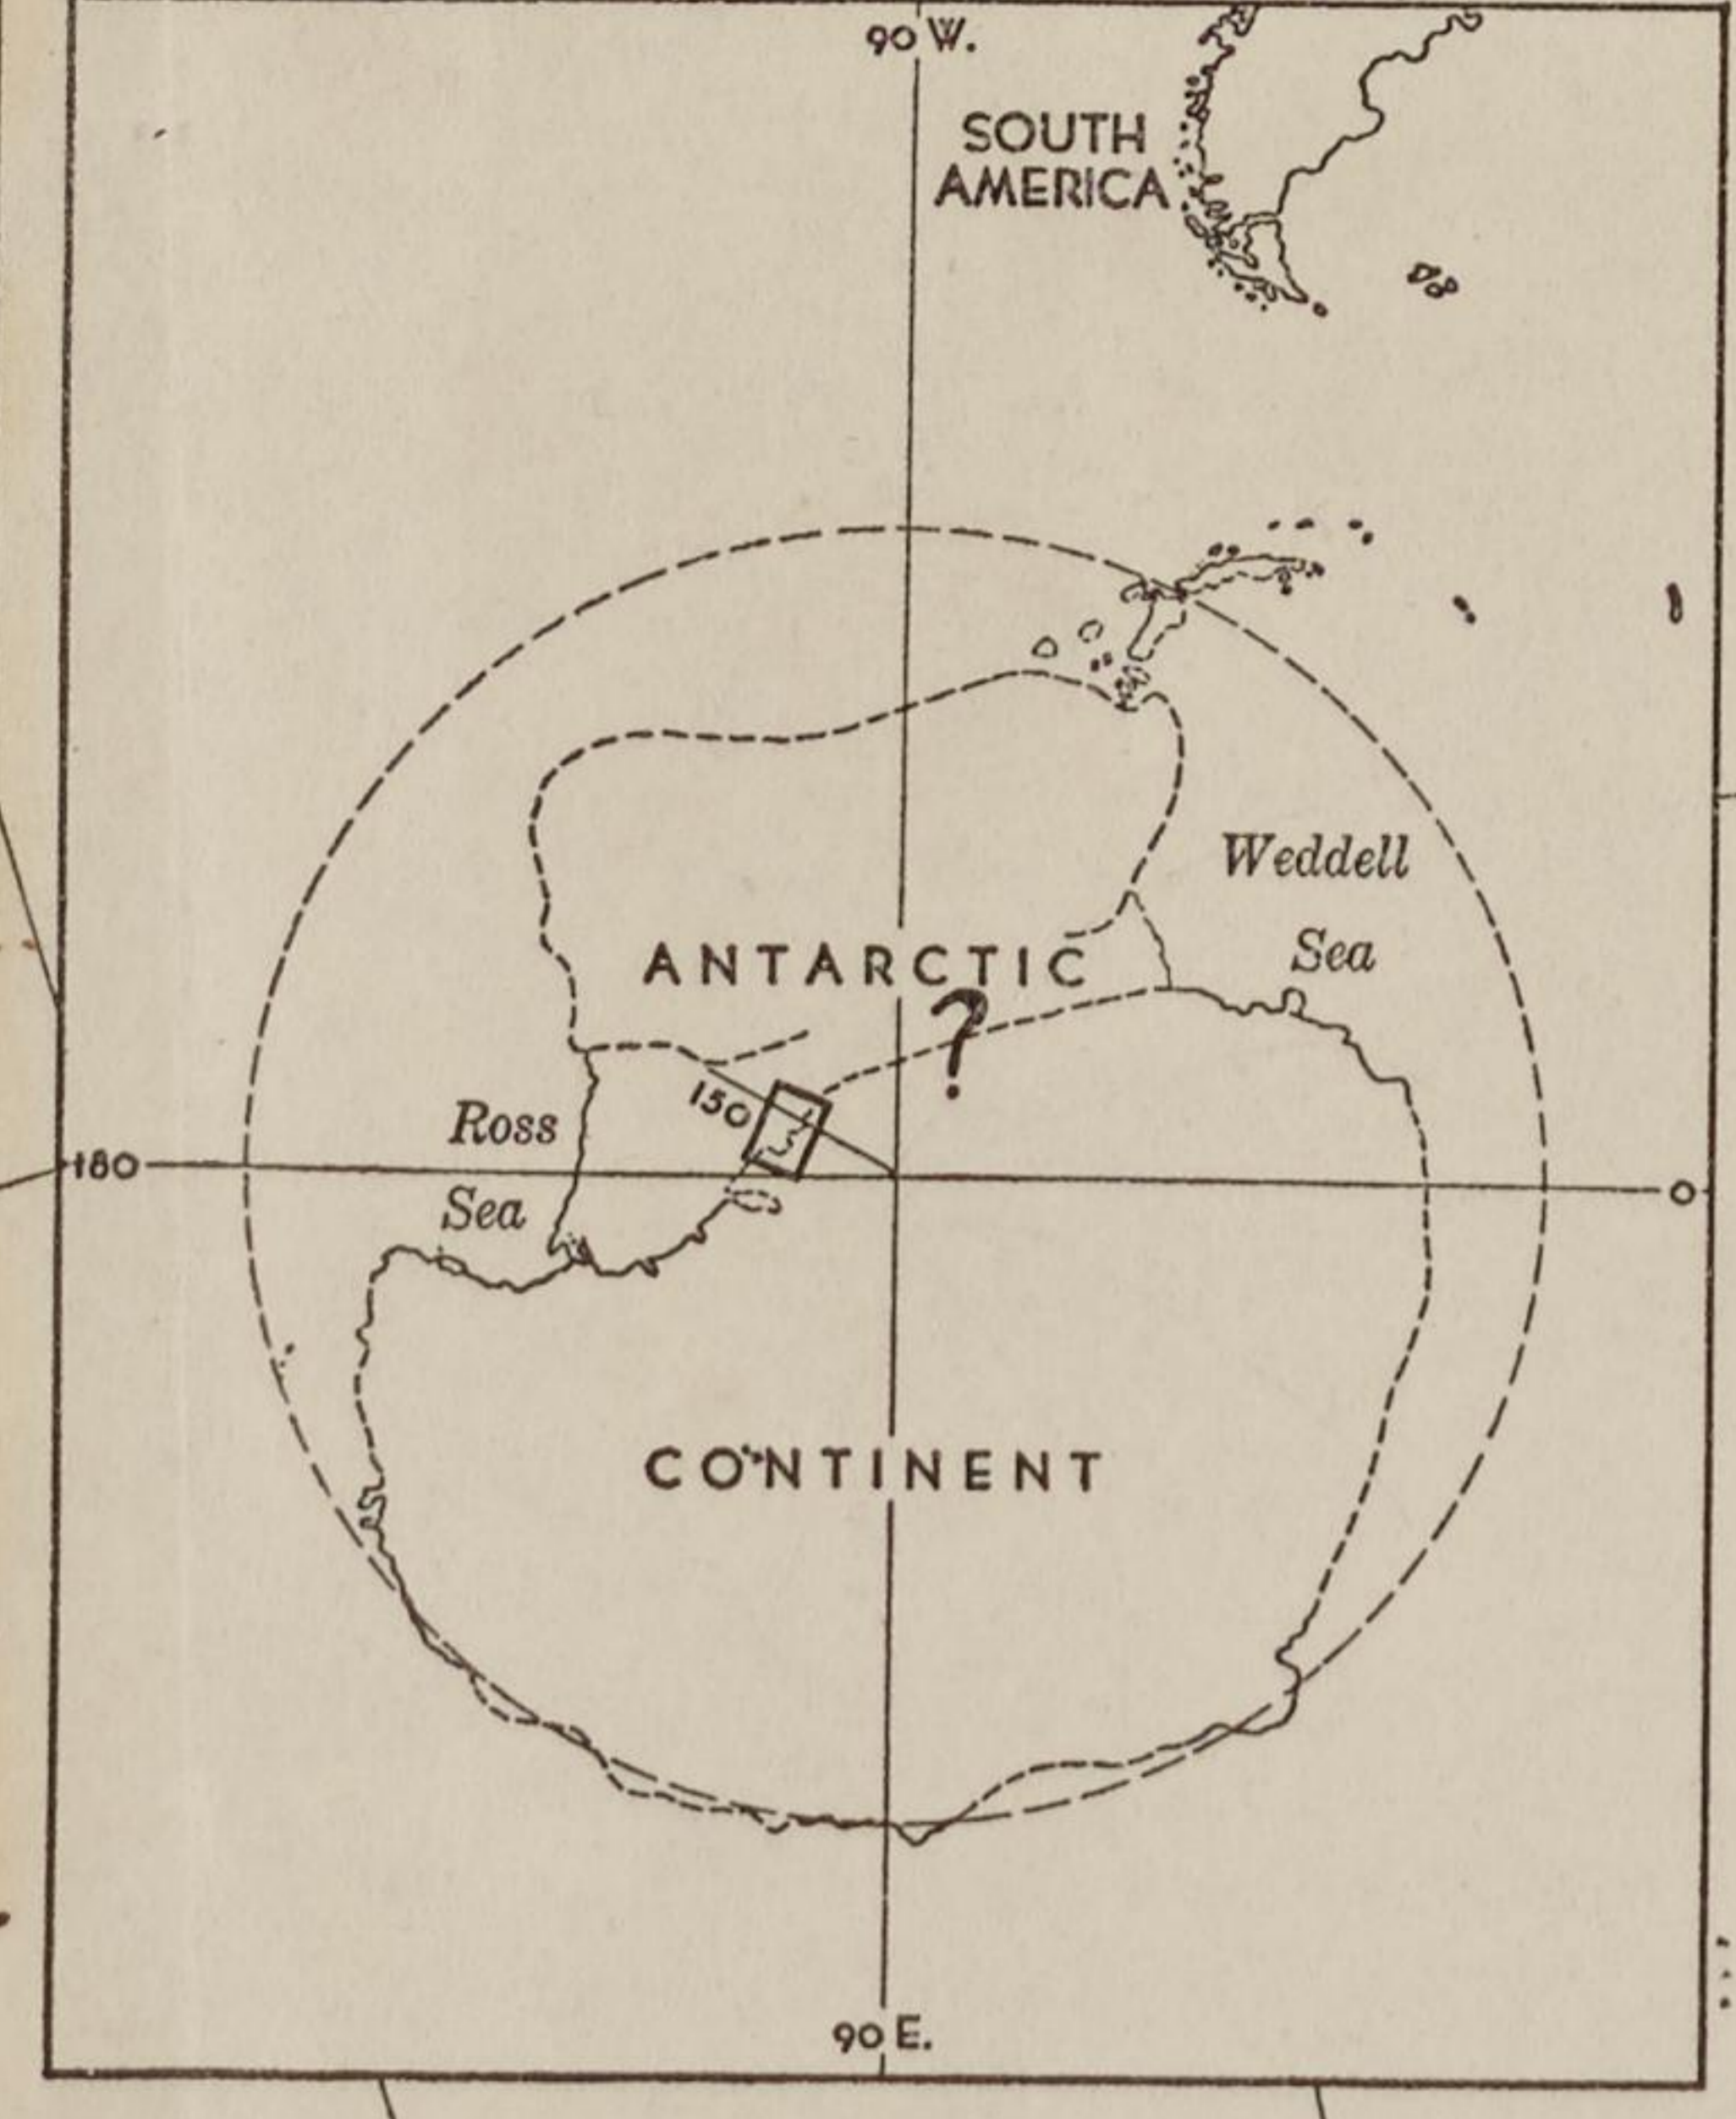 90 W.
SOUTH
AMERICA
Weddell
Sea
ANTARCTIC
?
150
Ross
180
Sea
0
CONTINENT
90 E.